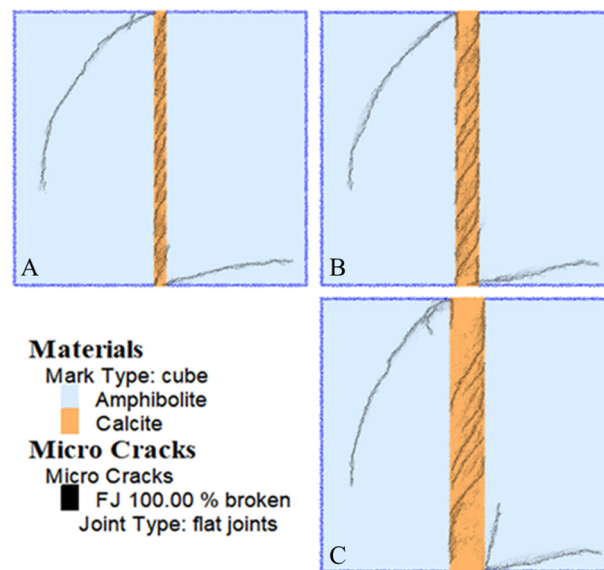 A
B
Materials
Mark Type: cube
Amphibolite
Calcite
Micro Cracks
Micro Cracks
FJ 100.00 % broken
Joint Type: flat joints
C